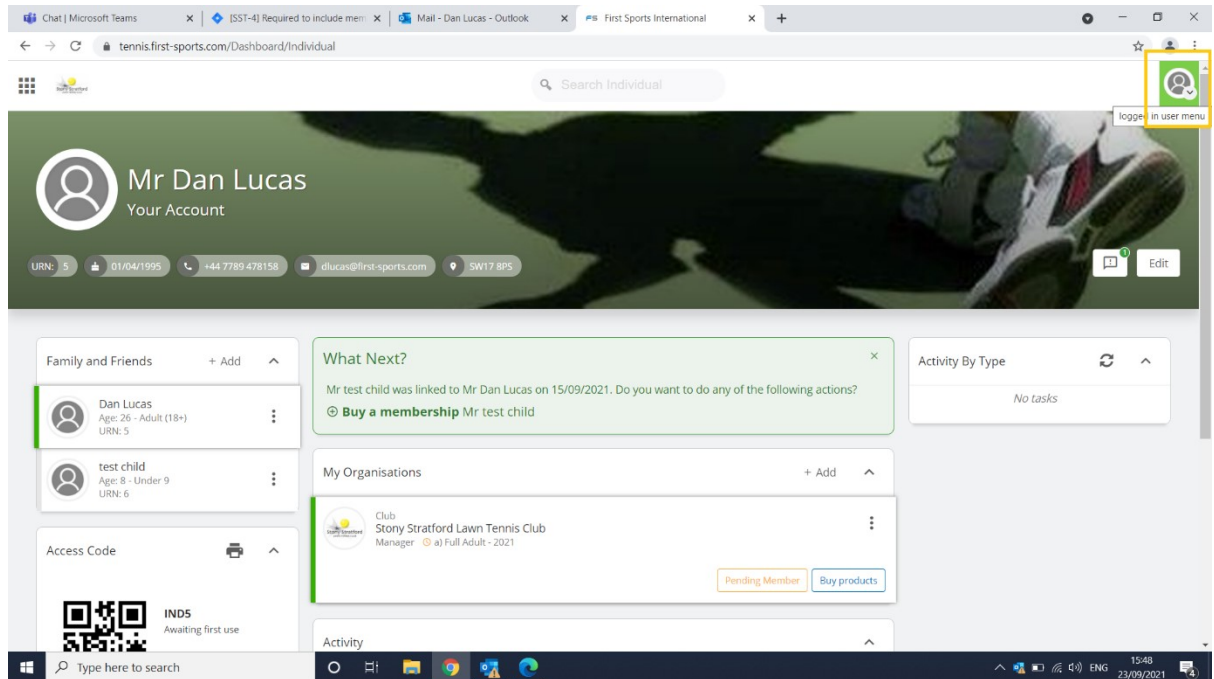 Chat | Microsoft Teams
[SST-4] Required to include mem
Mail - Dan Lucas - Outlook
FS First Sports International
tennis.first-sports.com/Dashboard/Individual
Stony Stratford
Search Individual
logged in user menu
Mr Dan Lucas
Your Account
URN: 5
01/04/1995
+44 7789 478158
dlucas@first-sports.com
SW17 8PS
1
Edit
Family and Friends + Add
Dan Lucas
Age: 26 - Adult (18+)
URN: 5
test child
Age: 8 - Under 9
URN: 6
Access Code
IND5
Awaiting first use
What Next?
Mr test child was linked to Mr Dan Lucas on 15/09/2021. Do you want to do any of the following actions?
Buy a membership Mr test child
My Organisations + Add
Stony Stratford
Club
Stony Stratford Lawn Tennis Club
Manager a) Full Adult - 2021
Pending Member
Buy products
Activity
Activity By Type
No tasks
Type here to search
ENG
15:48
23/09/2021
4